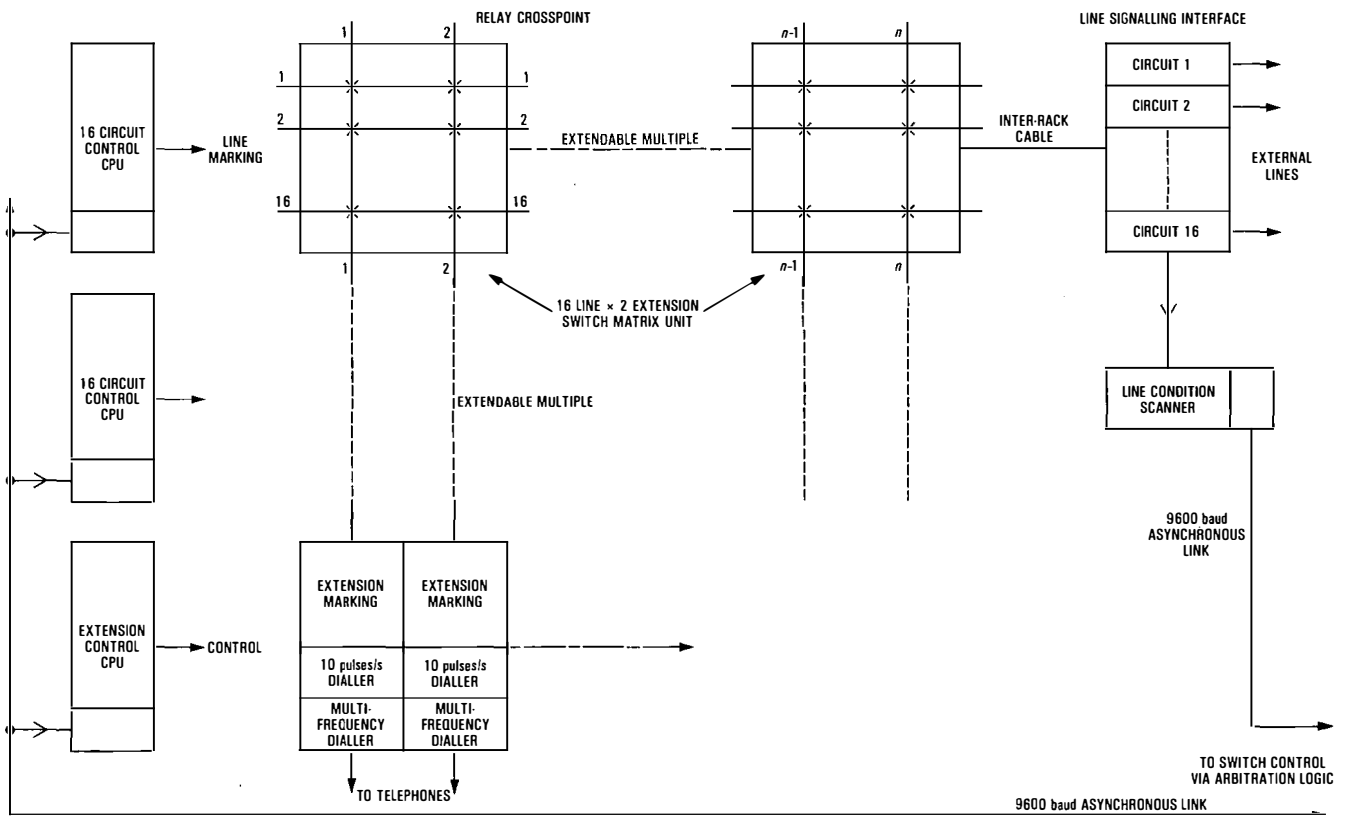 RELAY CROSSPOINT
LINE SIGNALLING INTERFACE
1
2
n-1
n
16 CIRCUIT
CONTROL
CPU
LINE
MARKING
1
1
2
2
16
16
1
2
EXTENDABLE MULTIPLE
n-1
n
INTER-RACK
CABLE
CIRCUIT 1
CIRCUIT 2
CIRCUIT 16
EXTERNAL
LINES
16 LINE × 2 EXTENSION
SWITCH MATRIX UNIT
16 CIRCUIT
CONTROL
CPU
EXTENDABLE MULTIPLE
LINE CONDITION
SCANNER
9600 baud
ASYNCHRONOUS
LINK
EXTENSION
CONTROL
CPU
CONTROL
EXTENSION
MARKING
EXTENSION
MARKING
10 pulses/s
DIALLER
10 pulses/s
DIALLER
MULTI-
FREQUENCY
DIALLER
MULTI-
FREQUENCY
DIALLER
TO TELEPHONES
TO SWITCH CONTROL
VIA ARBITRATION LOGIC
9600 baud ASYNCHRONOUS LINK